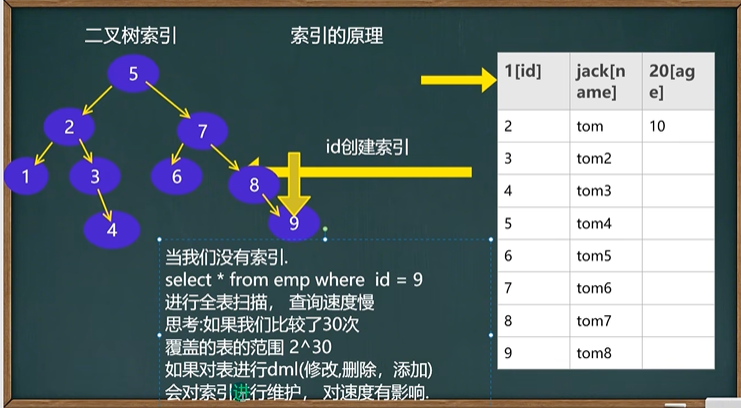 二叉树索引
索引的原理
5
2
7
id创建索引
1
3
6
8
4
9
当我们没有索引.
select * from emp where id = 9
进行全表扫描， 查询速度慢
思考:如果我们比较了30次
覆盖的表的范围 2^30
如果对表进行dml(修改,删除，添加)
会对索引进行维护， 对速度有影响.
1[id] jack[n 20[ag
ame] e]
2 tom 10
3 tom2
4 tom3
5 tom4
6 tom5
7 tom6
8 tom7
9 tom8